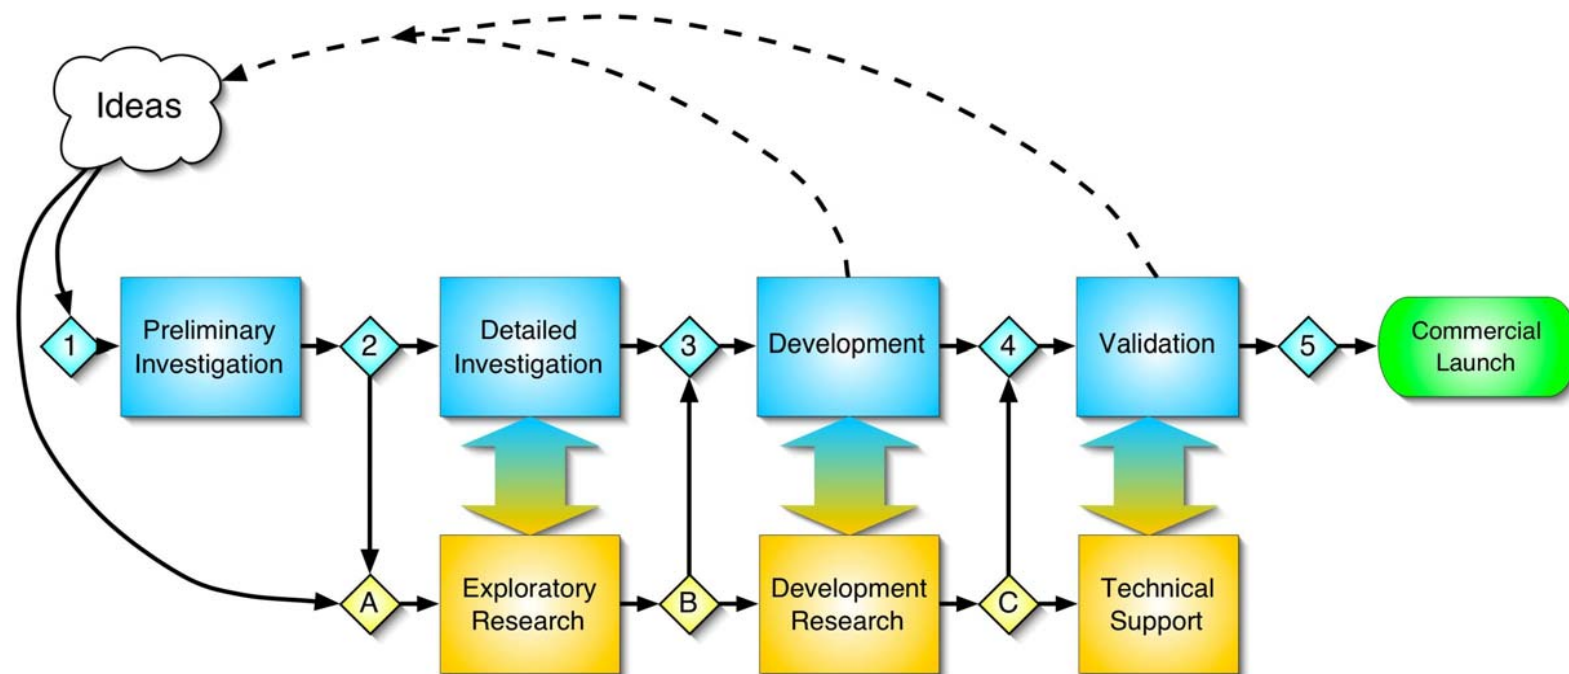 Ideas
1
Preliminary
Investigation
2
Detailed
Investigation
3
Development
4
Validation
5
Commercial
Launch
A
Exploratory
Research
B
Development
Research
C
Technical
Support